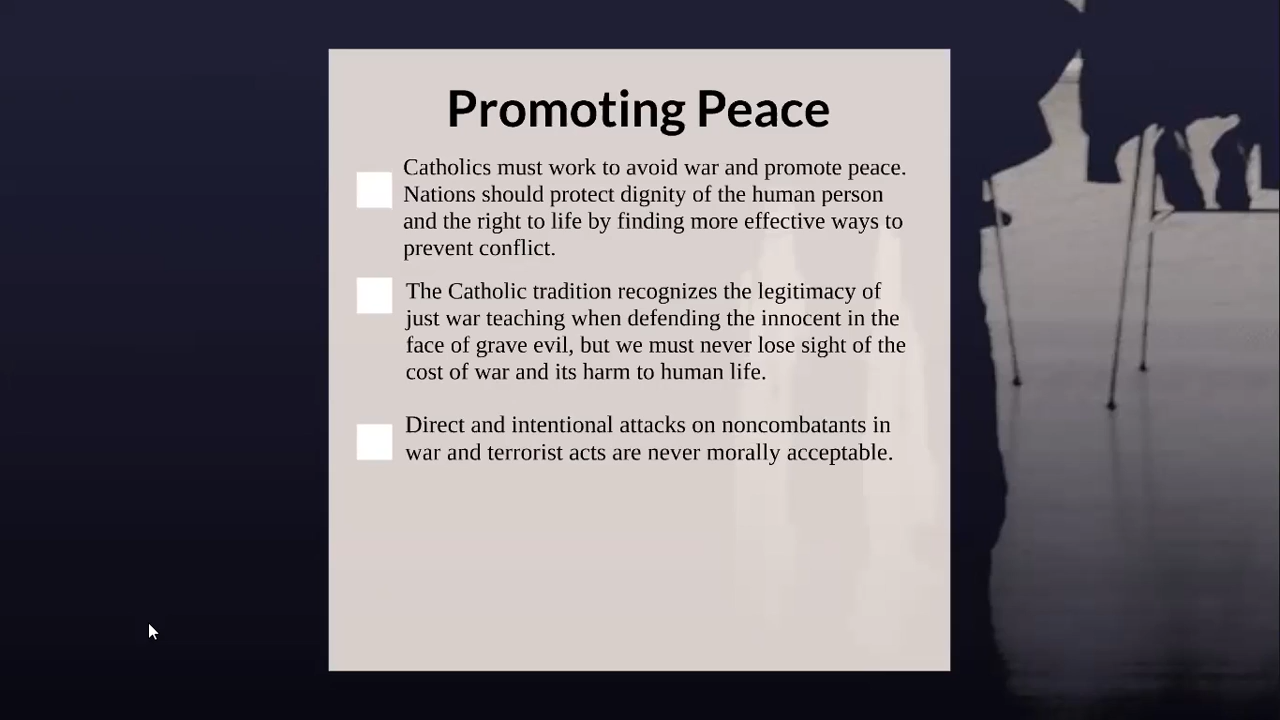 Promoting Peace
Catholics must work to avoid war and promote peace.
Nations should protect dignity of the human person
and the right to life by finding more effective ways to
prevent conflict.
The Catholic tradition recognizes the legitimacy of
just war teaching when defending the innocent in the
face of grave evil, but we must never lose sight of the
cost of war and its harm to human life.
Direct and intentional attacks on noncombatants in
war and terrorist acts are never morally acceptable.